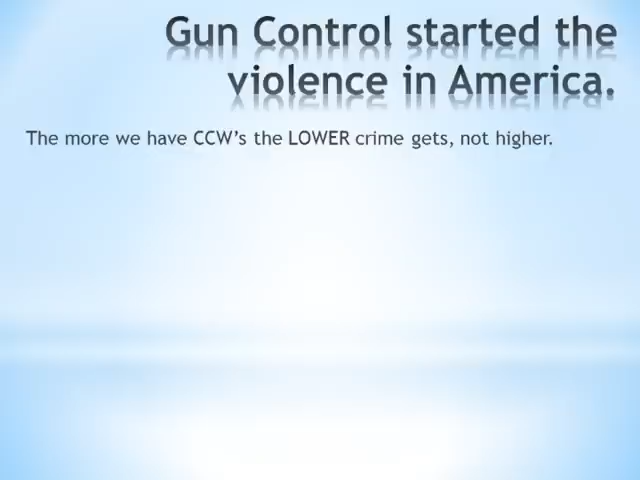 Gun Control started the
violence in America.
The more we have CCW's the LOWER crime gets, not higher.